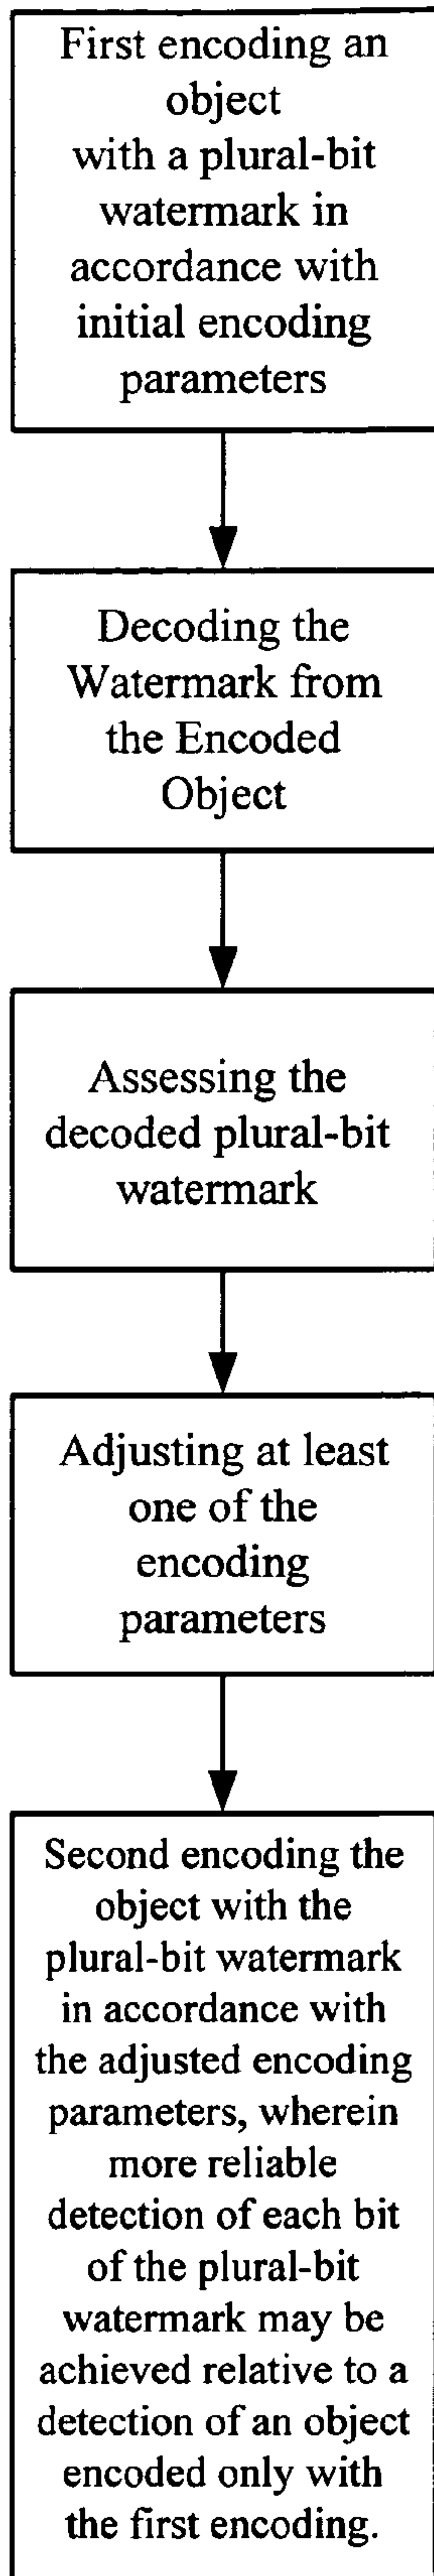 First encoding an
object
with a plural-bit
watermark in
accordance with
initial encoding
parameters
Decoding the
Watermark from
the Encoded
Object
Assessing the
decoded plural-bit
watermark
Adjusting at least
one of the
encoding
parameters
Second encoding the
object with the
plural-bit watermark
in accordance with
the adjusted encoding
parameters, wherein
more reliable
detection of each bit
of the plural-bit
watermark may be
achieved relative to a
detection of an object
encoded only with
the first encoding.